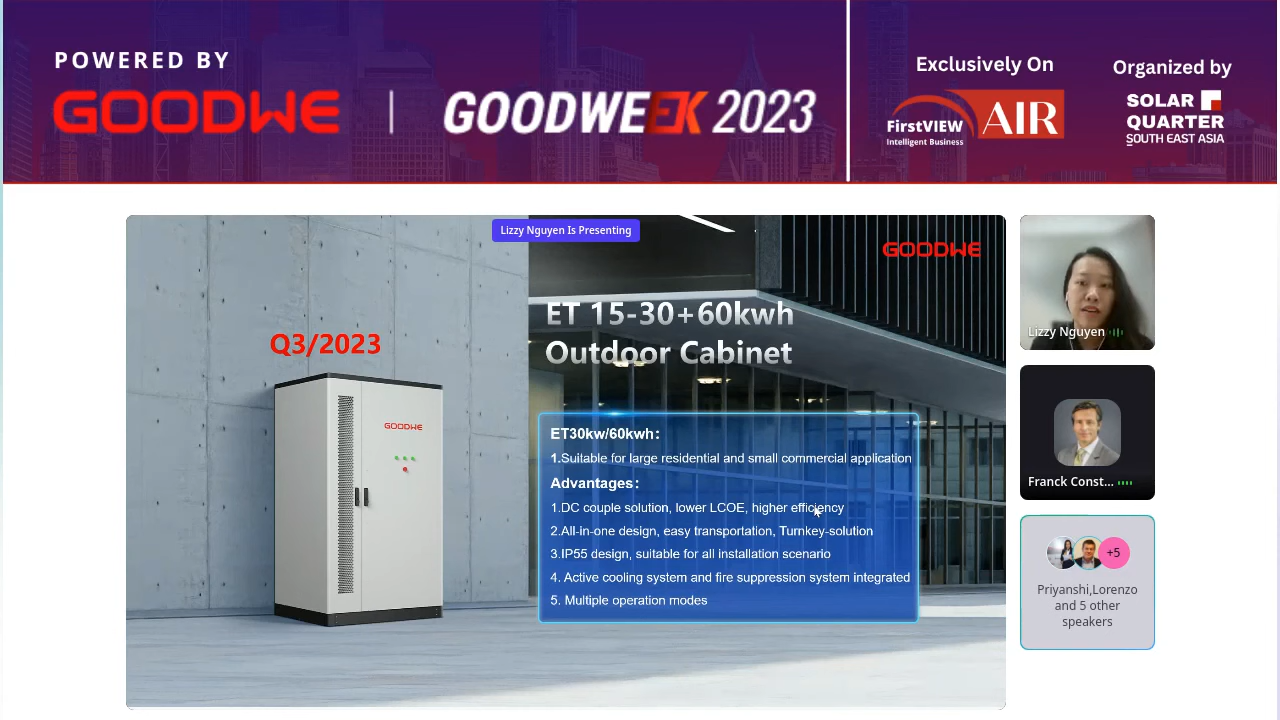 POWERED BY
GOODWE
GOODWEEK 2023
Exclusively On
FirstVIEW
Intelligent Business
AIR
Organized by
SOLAR
QUARTER
SOUTH EAST ASIA
Lizzy Nguyen Is Presenting
GOODWE
Q3/2023
GOODWE
ET 15-30+60kwh
Outdoor Cabinet
ET30kw/60kwh:
1.Suitable for large residential and small commercial application
Advantages:
1.DC couple solution, lower LCOE, higher efficiency
2.All-in-one design, easy transportation, Turnkey-solution
3.IP55 design, suitable for all installation scenario
4. Active cooling system and fire suppression system integrated
5. Multiple operation modes
Lizzy Nguyen
Franck Const...
+5
Priyanshi,Lorenzo
and 5 other
speakers